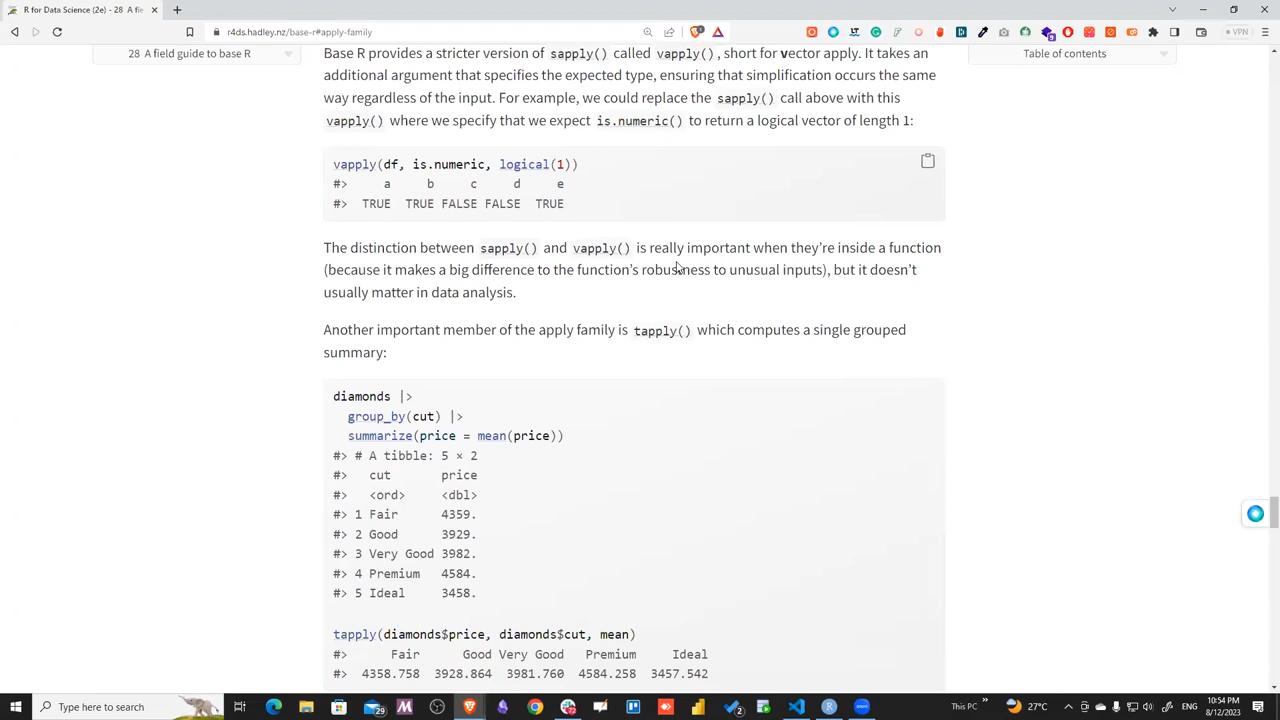 R for Data Science (2e) - 28 A fi
r4ds.hadley.nz/base-r#apply-family
VPN
28 A field guide to base R
Table of contents
Base R provides a stricter version of sapply() called vapply(), short for vector apply. It takes an
additional argument that specifies the expected type, ensuring that simplification occurs the same
way regardless of the input. For example, we could replace the sapply() call above with this
vapply() where we specify that we expect is.numeric() to return a logical vector of length 1:
vapply(df, is.numeric, logical(1))
#> a b c d e
#> TRUE TRUE FALSE FALSE TRUE
The distinction between sapply() and vapply() is really important when they’re inside a function
(because it makes a big difference to the function’s robustness to unusual inputs), but it doesn’t
usually matter in data analysis.
Another important member of the apply family is tapply() which computes a single grouped
summary:
diamonds |>
group_by(cut) |>
summarize(price = mean(price))
#> # A tibble: 5 × 2
#> cut price
#> <ord> <dbl>
#> 1 Fair 4359.
#> 2 Good 3929.
#> 3 Very Good 3982.
#> 4 Premium 4584.
#> 5 Ideal 3458.
tapply(diamonds$price, diamonds$cut, mean)
#> Fair Good Very Good Premium Ideal
#> 4358.758 3928.864 3981.760 4584.258 3457.542
Type here to search
29
2
This PC
27°C
ENG
10:54 PM
8/12/2023